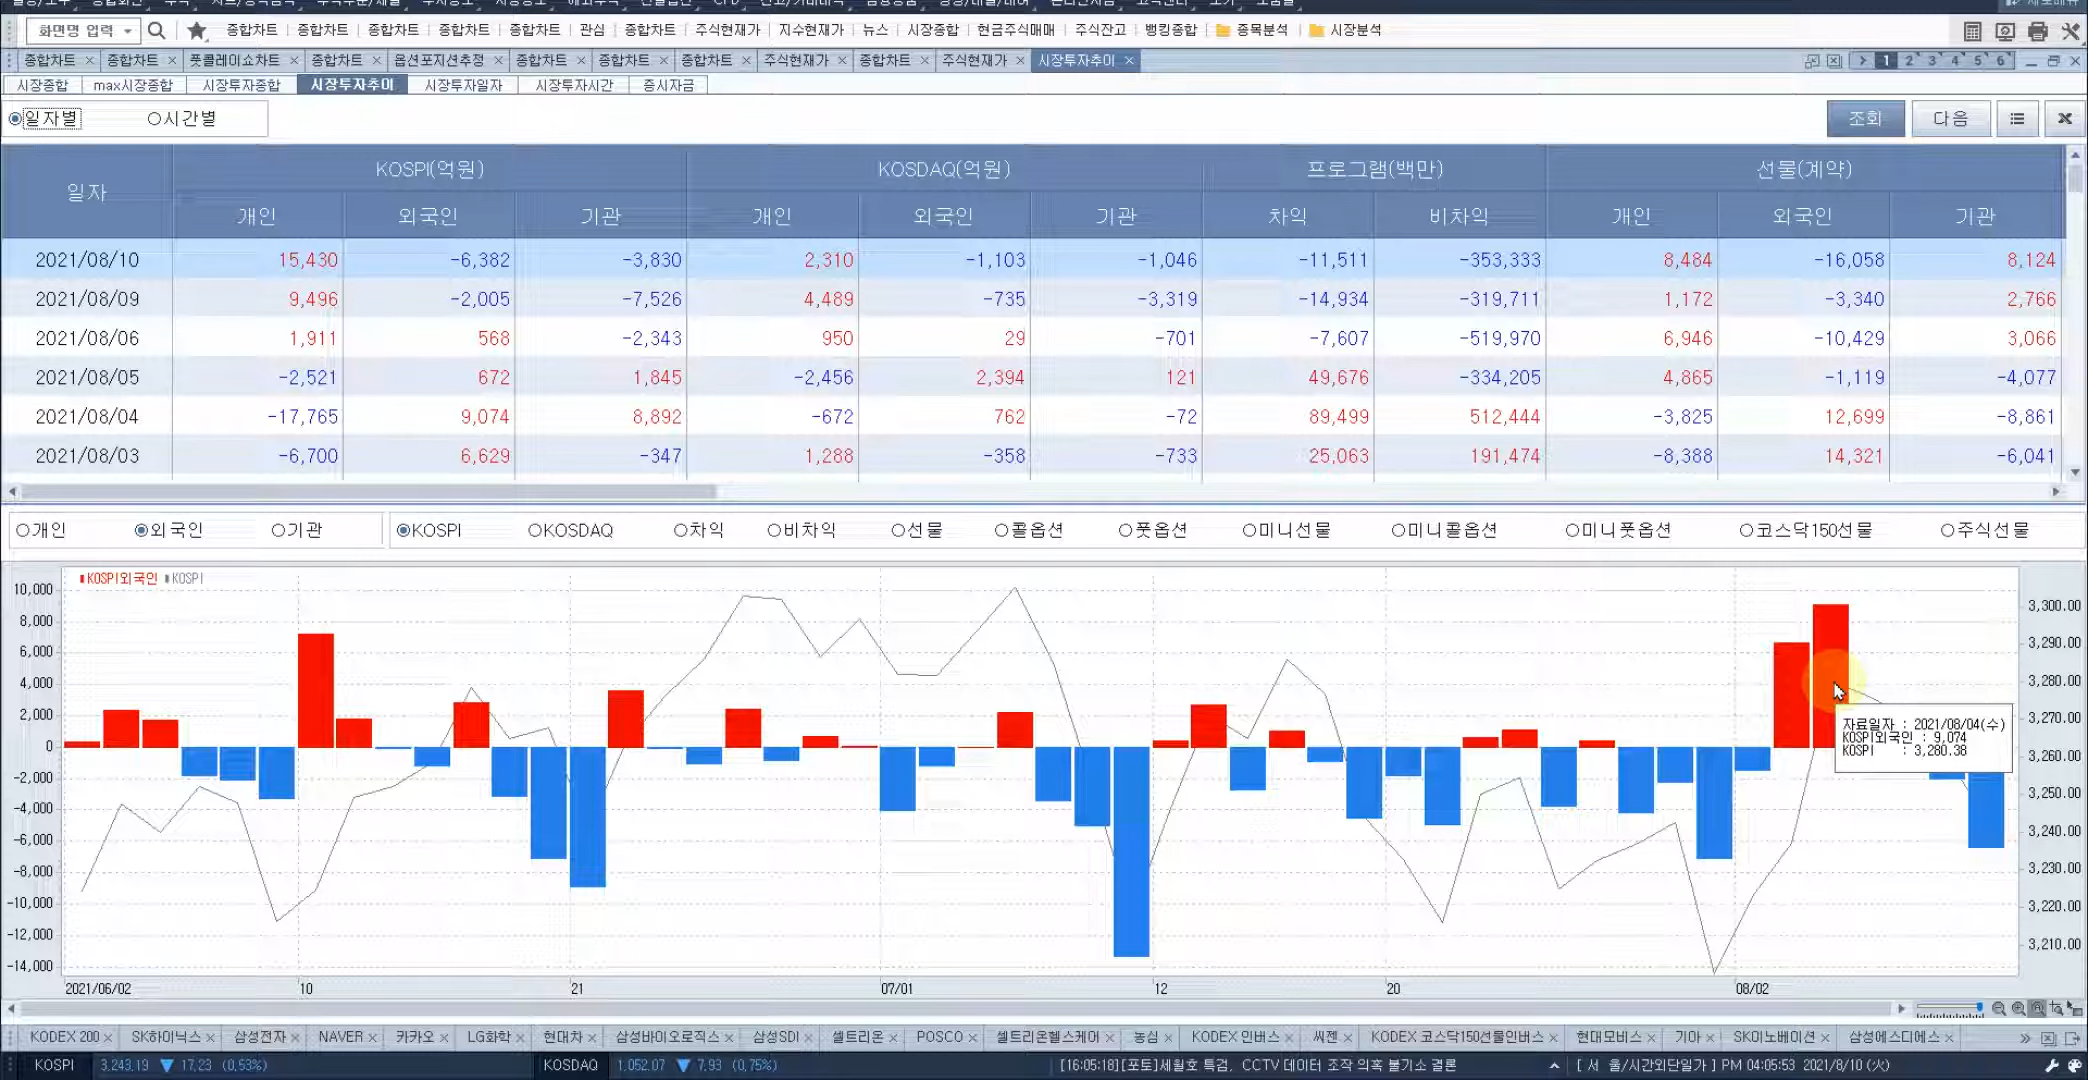 화면명 입력 종합차트 종합차트 종합차트 종합차트 종합차트 관심 종합차트 주식현재가 지수현재가 뉴스 시장종합 현금주식매매 주식잔고 뱅킹종합 종목분석 시장분석
종합차트 × 종합차트 × 풋콜레이쇼차트 × 종합차트 × 옵션포지션추정 × 종합차트 × 종합차트 × 종합차트 × 주식현재가 × 종합차트 × 주식현재가 × 시장투자추이 × 1 2 3 4 5 6
시장종합 max시장종합 시장투자종합 시장투자추이 시장투자일자 시장투자시간 증시자금
일자별 시간별 조회 다음
일자 KOSPI(억원) KOSDAQ(억원) 프로그램(백만) 선물(계약)
개인 외국인 기관 개인 외국인 기관 차익 비차익 개인 외국인 기관
2021/08/10 15,430 -6,382 -3,830 2,310 -1,103 -1,046 -11,511 -353,333 8,484 -16,058 8,124
2021/08/09 9,496 -2,005 -7,526 4,489 -735 -3,319 -14,934 -319,711 1,172 -3,340 2,766
2021/08/06 1,911 568 -2,343 950 29 -701 -7,607 -519,970 6,946 -10,429 3,066
2021/08/05 -2,521 672 1,845 -2,456 2,394 121 49,676 -334,205 4,865 -1,119 -4,077
2021/08/04 -17,765 9,074 8,892 -672 762 -72 89,499 512,444 -3,825 12,699 -8,861
2021/08/03 -6,700 6,629 -347 1,288 -358 -733 25,063 191,474 -8,388 14,321 -6,041
개인 외국인 기관 KOSPI KOSDAQ 차익 비차익 선물 콜옵션 풋옵션 미니선물 미니콜옵션 미니풋옵션 코스닥150선물 주식선물
KOSPI외국인 KOSPI
10,000
8,000
6,000
4,000
2,000
0
-2,000
-4,000
-6,000
-8,000
-10,000
-12,000
-14,000
3,300.00
3,290.00
3,280.00
3,270.00
3,260.00
3,250.00
3,240.00
3,230.00
3,220.00
3,210.00
자료일자 : 2021/08/04(수)
KOSPI외국인 : 9,074
KOSPI : 3,280.38
2021/06/02 10 21 07/01 12 20 08/02
KODEX 200 × SK하이닉스 × 삼성전자 × NAVER × 카카오 × LG화학 × 현대차 × 삼성바이오로직스 × 삼성SDI × 셀트리온 × POSCO × 셀트리온헬스케어 × 농심 × KODEX 인버스 × 씨젠 × KODEX 코스닥150선물인버스 × 현대모비스 × 기아 × SK이노베이션 × 삼성에스디에스 ×
KOSPI 3,243.19 ▼ 17.23 (0.53%) KOSDAQ 1,052.07 ▼ 7.93 (0.75%) [16:05:18][포토]세월호 특검, CCTV 데이터 조작 의혹 불기소 결론 [ 서 울/시간외단일가 ] PM 04:05:53 2021/8/10 (火)